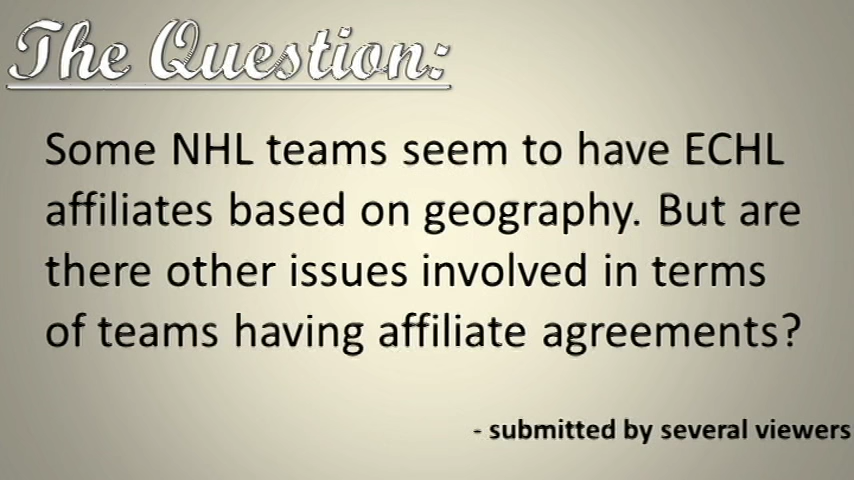 The Question:
Some NHL teams seem to have ECHL
affiliates based on geography. But are
there other issues involved in terms
of teams having affiliate agreements?
- submitted by several viewers